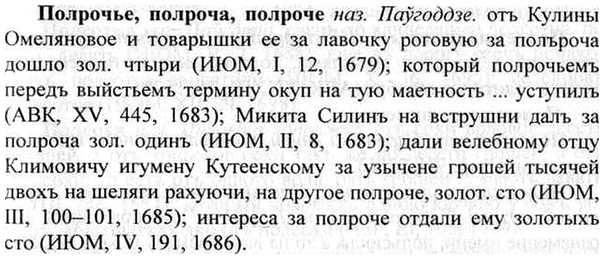 Полрочье, полроча, полроче наз. Паўгоддзе. отъ Кулины
Омеляновое и товарышки ее за лавочку роговую за полъроча
дошло зол. чтыри (ИЮМ, I, 12, 1679); который полрочьемъ
передъ выйстьемъ термину окуп на тую маетность ... уступилъ
(АВК, XV, 445, 1683); Микита Силинъ на вструшни далъ за
полроча зол. одинъ (ИЮМ, II, 8, 1683); дали велебному отцу
Климовичу игумену Кутеенскому за узычене грошей тысячей
двохъ на шеляги рахуючи, на другое полроче, золот. сто (ИЮМ,
III, 100–101, 1685); интереса за полроче отдали ему золотыхъ
сто (ИЮМ, IV, 191, 1686).